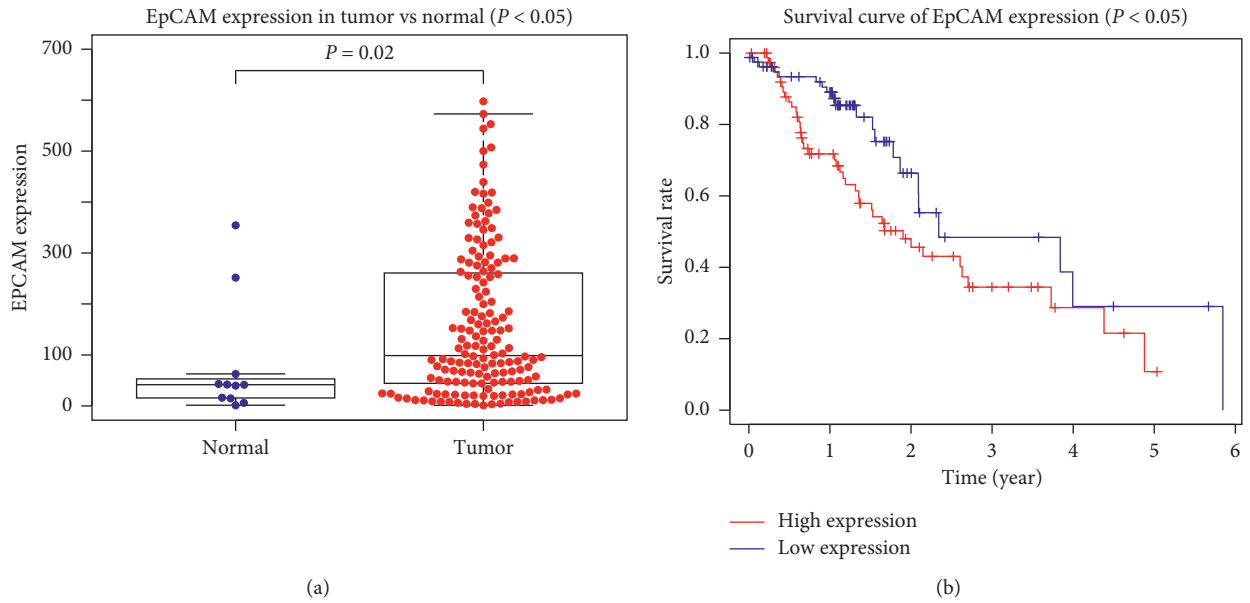 EpCAM expression in tumor vs normal (P < 0.05)
P = 0.02
700
500
300
100
0
EPCAM expression
Normal
Tumor
(a)
Survival curve of EpCAM expression (P < 0.05)
1.0
0.8
0.6
0.4
0.2
0.0
Survival rate
0 1 2 3 4 5 6
Time (year)
High expression
Low expression
(b)